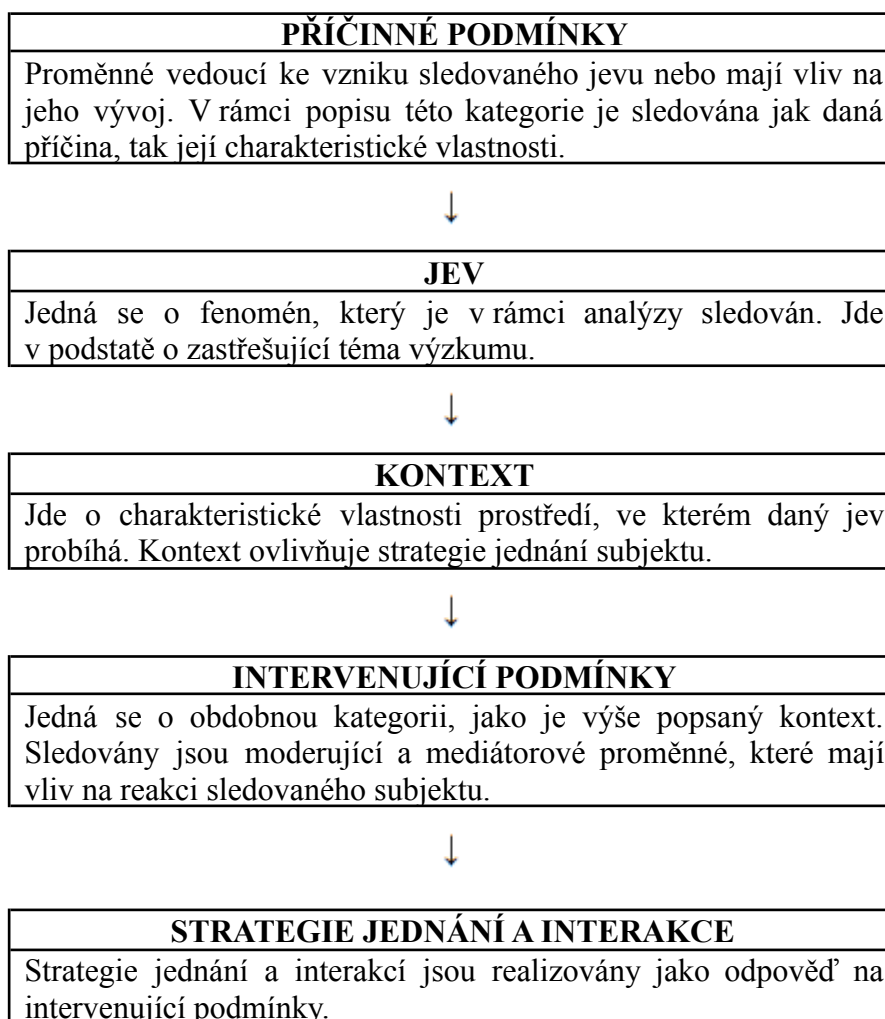 PŘÍČINNÉ PODMÍNKY
Proměnné vedoucí ke vzniku sledovaného jevu nebo mají vliv na
jeho vývoj. V rámci popisu této kategorie je sledována jak daná
příčina, tak její charakteristické vlastnosti.
↓
JEV
Jedná se o fenomén, který je v rámci analýzy sledován. Jde
v podstatě o zastřešující téma výzkumu.
↓
KONTEXT
Jde o charakteristické vlastnosti prostředí, ve kterém daný jev
probíhá. Kontext ovlivňuje strategie jednání subjektu.
↓
INTERVENUJÍCÍ PODMÍNKY
Jedná se o obdobnou kategorii, jako je výše popsaný kontext.
Sledovány jsou moderující a mediátorové proměnné, které mají
vliv na reakci sledovaného subjektu.
↓
STRATEGIE JEDNÁNÍ A INTERAKCE
Strategie jednání a interakcí jsou realizovány jako odpověď na
intervenující podmínky.